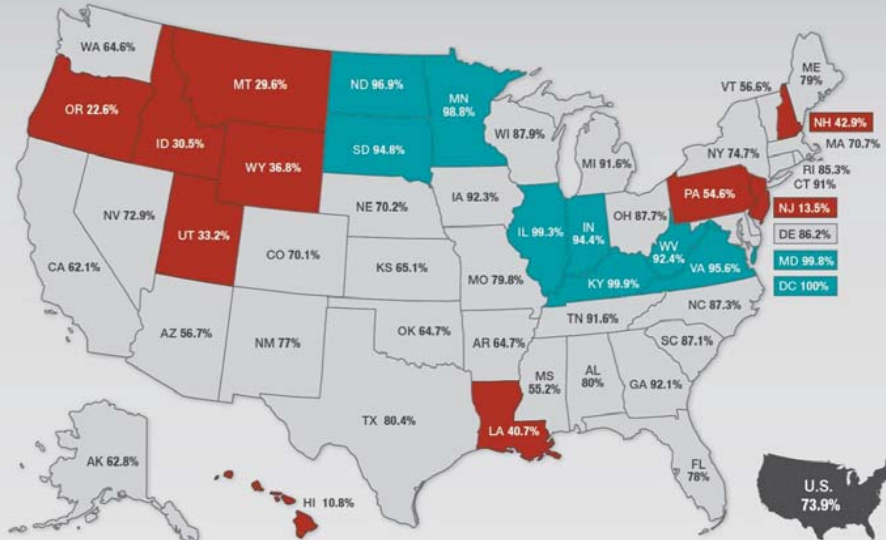 WA 64.6%
MT 29.6%
ND 96.9%
MN
98.8%
VT 56.6%
ME
79%
OR 22.6%
ID 30.5%
WY 36.8%
SD 94.8%
WI 87.9%
MI 91.6%
NY 74.7%
NH 42.9%
MA 70.7%
RI 85.3%
CT 91%
NV 72.9%
UT 33.2%
CO 70.1%
NE 70.2%
IA 92.3%
IL 99.3%
IN
94.4%
OH 87.7%
PA 54.6%
NJ 13.5%
DE 86.2%
MD 99.8%
DC 100%
CA 62.1%
KS 65.1%
MO 79.8%
KY 99.9%
WV
92.4%
VA 95.6%
AZ 56.7%
NM 77%
OK 64.7%
AR 64.7%
TN 91.6%
NC 87.3%
SC 87.1%
TX 80.4%
LA 40.7%
MS
55.2%
AL
80%
GA 92.1%
FL
78%
AK 62.8%
HI 10.8%
U.S.
73.9%